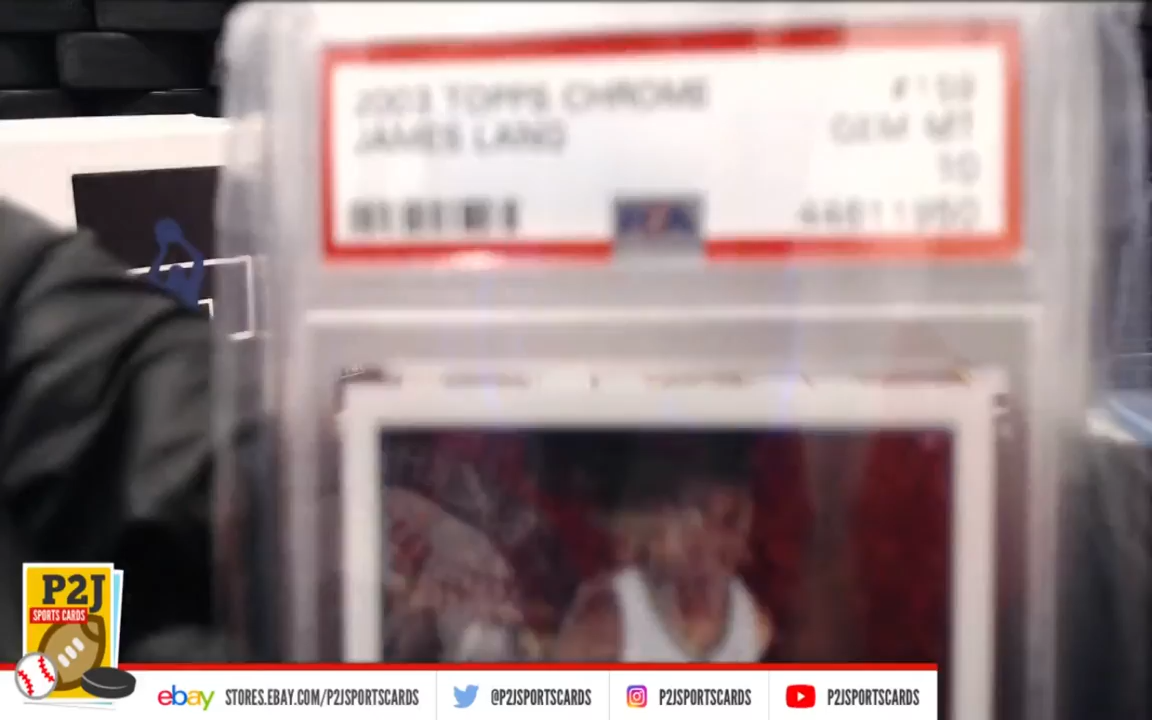 2003 TOPPS CHROME
#159
JAMES LANG
GEM MT
10
PSA
44811950
P2J
SPORTS CARDS
ebay STORES.EBAY.COM/P2JSPORTSCARDS
@P2JSPORTSCARDS
P2JSPORTSCARDS
P2JSPORTSCARDS